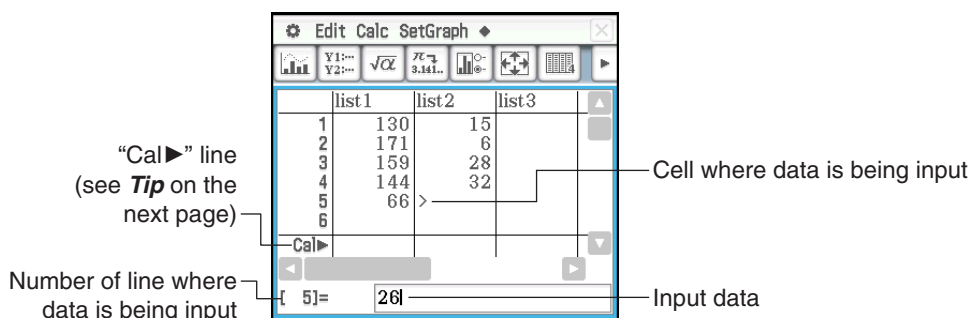 Edit Calc SetGraph ◆
Y1:···
Y2:···
√α
π
3.141..
4
list1 list2 list3
1 130 15
2 171 6
3 159 28
4 144 32
5 66 >
6
Cal▶
[ 5]= 26
“Cal▶” line
(see Tip on the
next page)
Number of line where
data is being input
Cell where data is being input
Input data